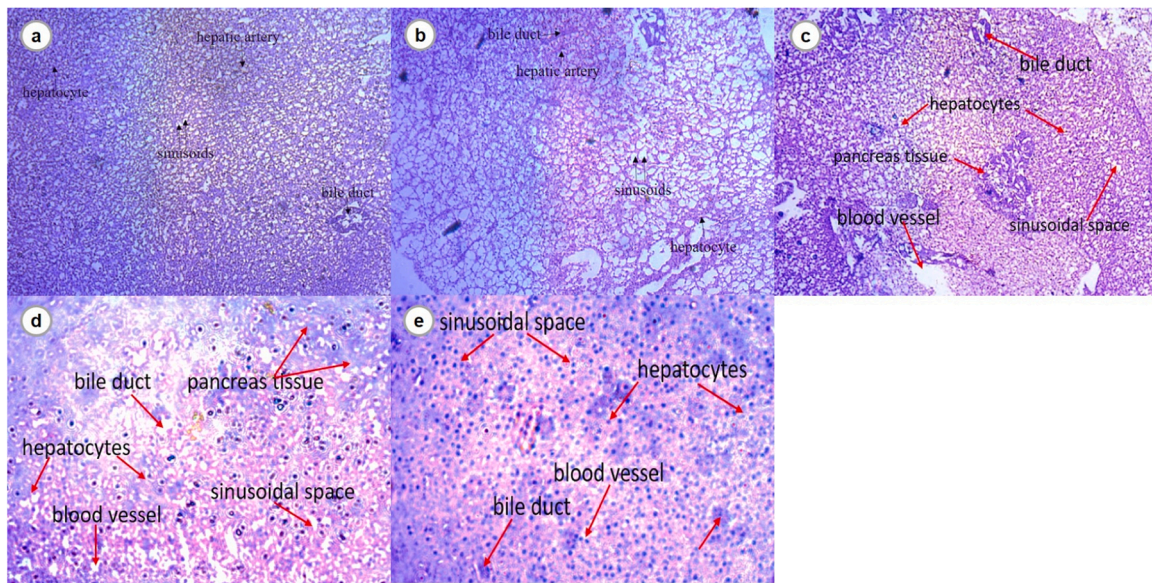 a
hepatic artery
hepatocyte
sinusoids
bile duct
b
bile duct
hepatic artery
sinusoids
hepatocyte
c
bile duct
hepatocytes
pancreas tissue
blood vessel
sinusoidal space
d
bile duct
pancreas tissue
hepatocytes
sinusoidal space
blood vessel
e
sinusoidal space
hepatocytes
blood vessel
bile duct